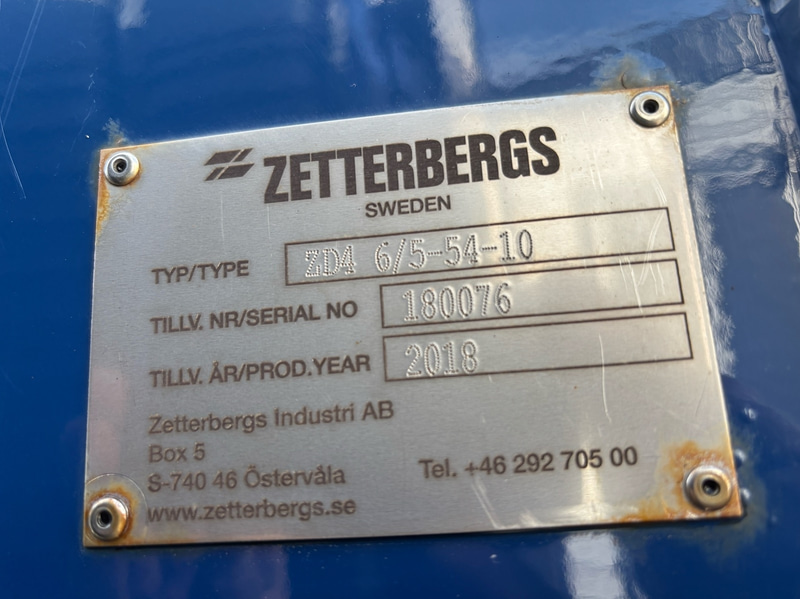 ZETTERBERGS
SWEDEN
TYP/TYPE ZD4 6/5-54-10
TILLV. NR/SERIAL NO 180076
TILLV. ÅR/PROD.YEAR 2018
Zetterbergs Industri AB
Box 5
S-740 46 Östervåla Tel. +46 292 705 00
www.zetterbergs.se